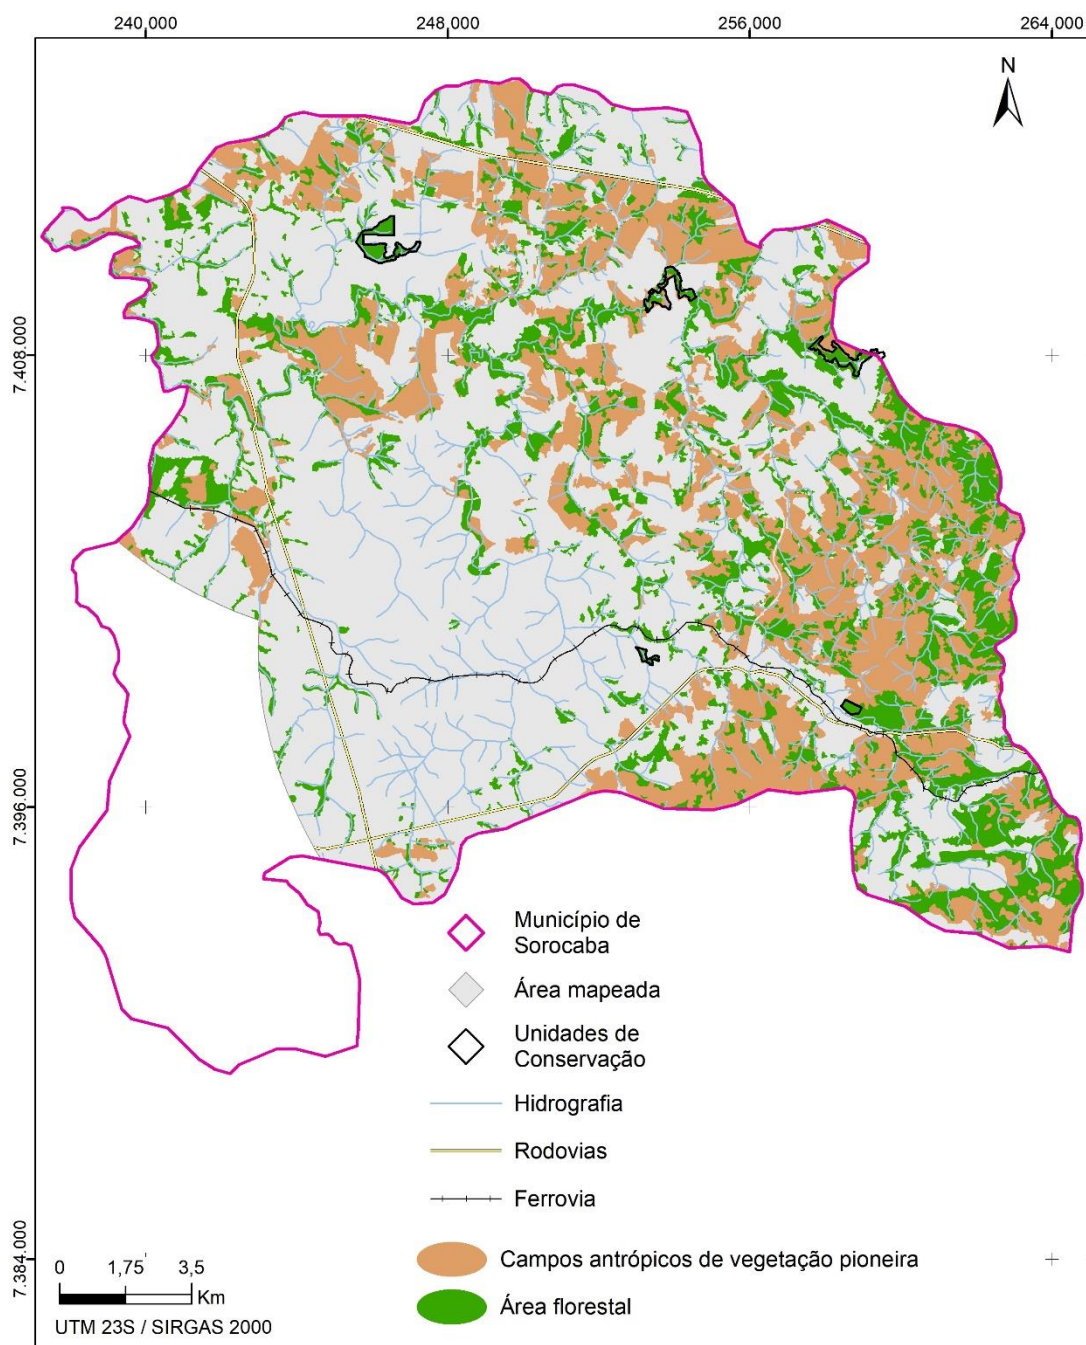 240,000
248,000
256,000
264,000
N
7.408.000
7.396.000
7.384.000
Município de
Sorocaba
Área mapeada
Unidades de
Conservação
Hidrografia
Rodovias
Ferrovia
Campos antrópicos de vegetação pioneira
Área florestal
0 1,75 3,5
Km
UTM 23S / SIRGAS 2000